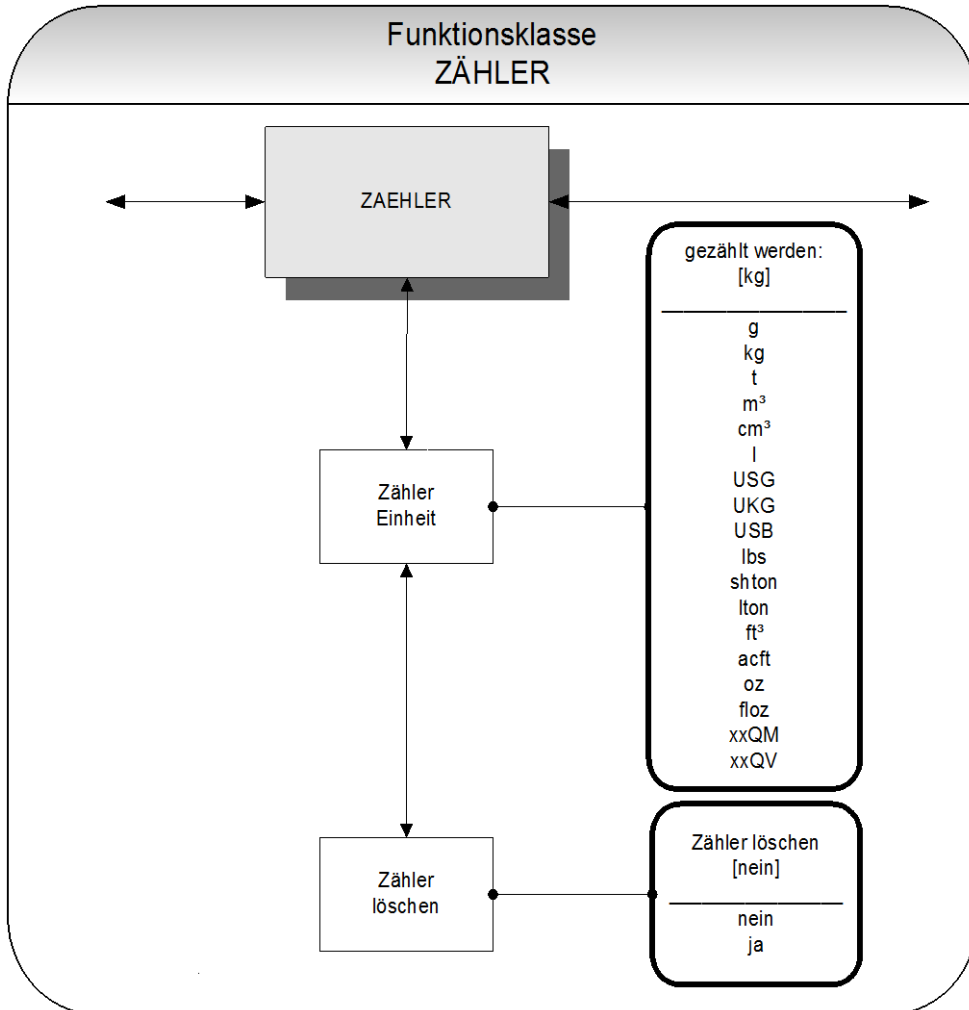 Funktionsklasse
ZÄHLER
ZAEHLER
gezählt werden:
[kg]
g
kg
t
m³
cm³
l
USG
UKG
USB
lbs
shton
lton
ft³
acft
oz
floz
xxQM
xxQV
Zähler
Einheit
Zähler löschen
[nein]
nein
ja
Zähler
löschen